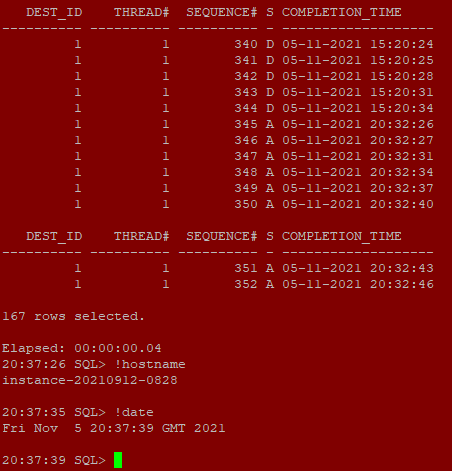 DEST_ID    THREAD#  SEQUENCE# S COMPLETION_TIME
---------- ---------- ---------- - -------------------
         1          1        340 D 05-11-2021 15:20:24
         1          1        341 D 05-11-2021 15:20:25
         1          1        342 D 05-11-2021 15:20:28
         1          1        343 D 05-11-2021 15:20:31
         1          1        344 D 05-11-2021 15:20:34
         1          1        345 A 05-11-2021 20:32:26
         1          1        346 A 05-11-2021 20:32:27
         1          1        347 A 05-11-2021 20:32:31
         1          1        348 A 05-11-2021 20:32:34
         1          1        349 A 05-11-2021 20:32:37
         1          1        350 A 05-11-2021 20:32:40

   DEST_ID    THREAD#  SEQUENCE# S COMPLETION_TIME
---------- ---------- ---------- - -------------------
         1          1        351 A 05-11-2021 20:32:43
         1          1        352 A 05-11-2021 20:32:46

167 rows selected.

Elapsed: 00:00:00.04
20:37:26 SQL> !hostname
instance-20210912-0828

20:37:35 SQL> !date
Fri Nov  5 20:37:39 GMT 2021

20:37:39 SQL>